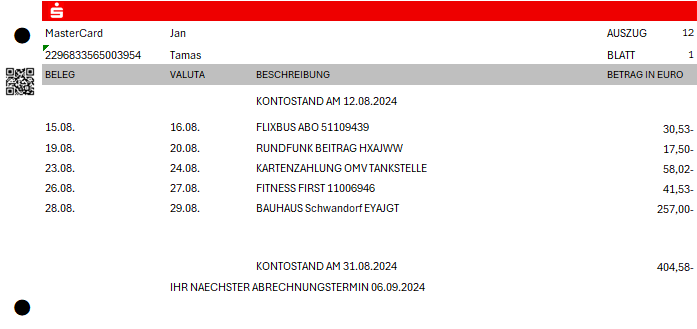 MasterCard Jan AUSZUG 12
2296833565003954 Tamas BLATT 1
BELEG VALUTA BESCHREIBUNG BETRAG IN EURO
KONTOSTAND AM 12.08.2024
15.08. 16.08. FLIXBUS ABO 51109439 30,53-
19.08. 20.08. RUNDFUNK BEITRAG HXAJWW 17,50-
23.08. 24.08. KARTENZAHLUNG OMV TANKSTELLE 58,02-
26.08. 27.08. FITNESS FIRST 11006946 41,53-
28.08. 29.08. BAUHAUS Schwandorf EYAJGT 257,00-
KONTOSTAND AM 31.08.2024 404,58-
IHR NAECHSTER ABRECHNUNGSTERMIN 06.09.2024